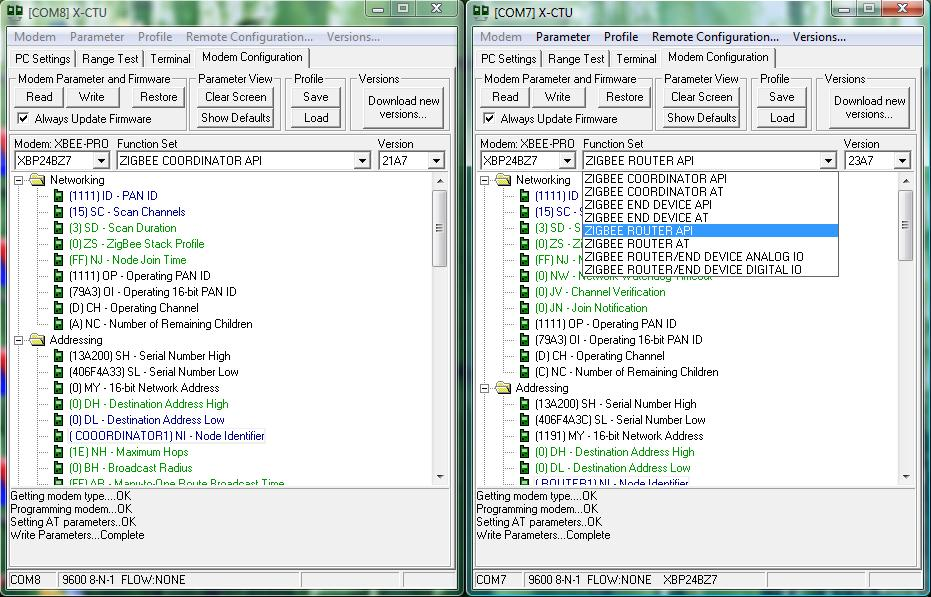 [COM8] X-CTU
Modem Parameter Profile Remote Configuration... Versions...
PC Settings Range Test Terminal Modem Configuration
Modem Parameter and Firmware Parameter View Profile Versions
Read Write Restore Clear Screen Save Download new versions...
Always Update Firmware Show Defaults Load
Modem: XBEE-PRO Function Set Version
XBP24BZ7 ZIGBEE COORDINATOR API 21A7
Networking
(1111) ID - PAN ID
(15) SC - Scan Channels
(3) SD - Scan Duration
(0) ZS - ZigBee Stack Profile
(FF) NJ - Node Join Time
(1111) OP - Operating PAN ID
(79A3) OI - Operating 16-bit PAN ID
(D) CH - Operating Channel
(A) NC - Number of Remaining Children
Addressing
(13A200) SH - Serial Number High
(406F4A33) SL - Serial Number Low
(0) MY - 16-bit Network Address
(0) DH - Destination Address High
(0) DL - Destination Address Low
( COOORDINATOR1) NI - Node Identifier
(1E) NH - Maximum Hops
(0) BH - Broadcast Radius
(FF) AR - Many-to-One Route Broadcast Time
Getting modem type....OK
Programming modem..OK
Setting AT parameters..OK
Write Parameters...Complete
COM8 9600 8-N-1 FLOW:NONE
[COM7] X-CTU
Modem Parameter Profile Remote Configuration... Versions...
PC Settings Range Test Terminal Modem Configuration
Modem Parameter and Firmware Parameter View Profile Versions
Read Write Restore Clear Screen Save Download new versions...
Always Update Firmware Show Defaults Load
Modem: XBEE-PRO Function Set Version
XBP24BZ7 ZIGBEE ROUTER API 23A7
ZIGBEE COORDINATOR API
ZIGBEE COORDINATOR AT
ZIGBEE END DEVICE API
ZIGBEE END DEVICE AT
ZIGBEE ROUTER API
ZIGBEE ROUTER AT
ZIGBEE ROUTER/END DEVICE ANALOG IO
ZIGBEE ROUTER/END DEVICE DIGITAL IO
Networking
(1111) ID
(15) SC -
(3) SD -
(0) ZS -
(FF) NJ -
(0) NW - Network Watchdog Timeout
(0) JV - Channel Verification
(0) JN - Join Notification
(1111) OP - Operating PAN ID
(79A3) OI - Operating 16-bit PAN ID
(D) CH - Operating Channel
(C) NC - Number of Remaining Children
Addressing
(13A200) SH - Serial Number High
(406F4A3C) SL - Serial Number Low
(1191) MY - 16-bit Network Address
(0) DH - Destination Address High
(0) DL - Destination Address Low
( ROUTER1) NI - Node Identifier
Getting modem type....OK
Programming modem..OK
Setting AT parameters..OK
Write Parameters...Complete
COM7 9600 8-N-1 FLOW:NONE XBP24BZ7